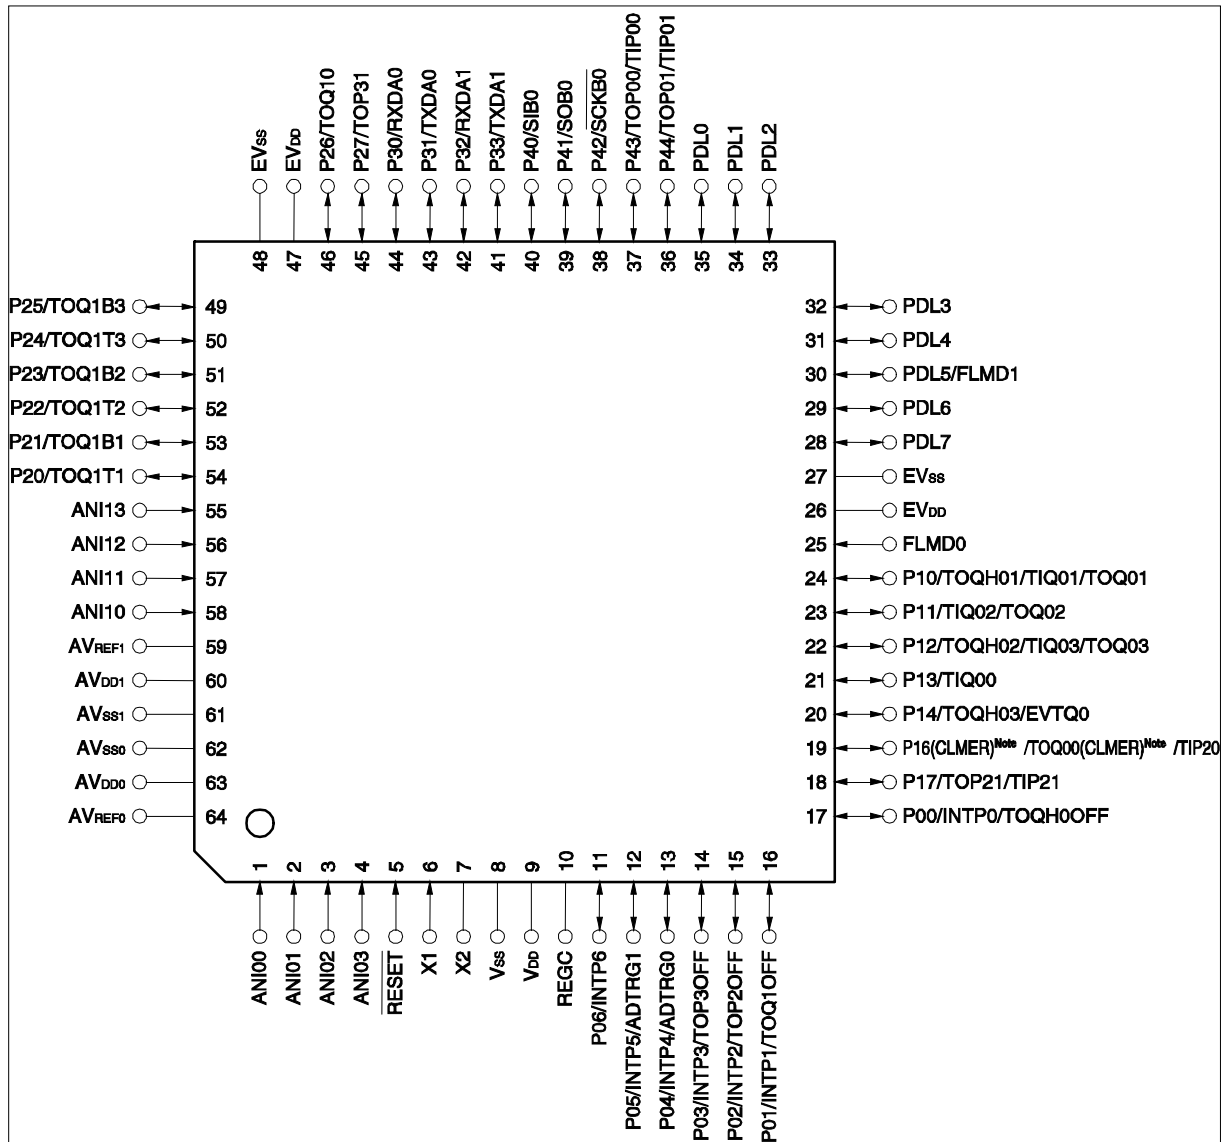 EVSS
EVDD
P26/TOQ10
P27/TOP31
P30/RXDA0
P31/TXDA0
P32/RXDA1
P33/TXDA1
P40/SIB0
P41/SOB0
P42/SCKB0
P43/TOP00/TIP00
P44/TOP01/TIP01
PDL0
PDL1
PDL2
48 47 46 45 44 43 42 41 40 39 38 37 36 35 34 33
P25/TOQ1B3 49
P24/TOQ1T3 50
P23/TOQ1B2 51
P22/TOQ1T2 52
P21/TOQ1B1 53
P20/TOQ1T1 54
ANI13 55
ANI12 56
ANI11 57
ANI10 58
AVREF1 59
AVDD1 60
AVSS1 61
AVSS0 62
AVDD0 63
AVREF0 64
32 PDL3
31 PDL4
30 PDL5/FLMD1
29 PDL6
28 PDL7
27 EVSS
26 EVDD
25 FLMD0
24 P10/TOQH01/TIQ01/TOQ01
23 P11/TIQ02/TOQ02
22 P12/TOQH02/TIQ03/TOQ03
21 P13/TIQ00
20 P14/TOQH03/EVTQ0
19 P16(CLMER)Note /TOQ00(CLMER)Note /TIP20
18 P17/TOP21/TIP21
17 P00/INTP0/TOQH0OFF
1 2 3 4 5 6 7 8 9 10 11 12 13 14 15 16
ANI00
ANI01
ANI02
ANI03
RESET
X1
X2
VSS
VDD
REGC
P06/INTP6
P05/INTP5/ADTRG1
P04/INTP4/ADTRG0
P03/INTP3/TOP3OFF
P02/INTP2/TOP2OFF
P01/INTP1/TOQ1OFF